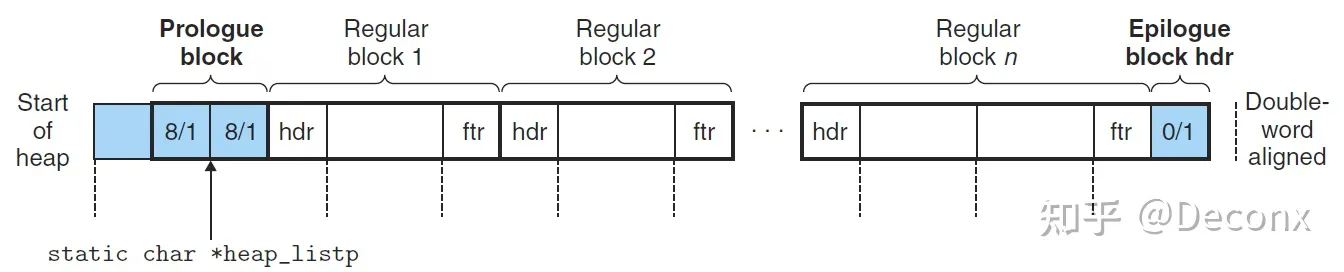 Prologue
block
Regular
block 1
Regular
block 2
Regular
block n
Epilogue
block hdr
Start
of
heap
8/1
8/1
hdr
ftr
hdr
ftr
· · ·
hdr
ftr
0/1
Double-
word
aligned
static char *heap_listp
知乎 @Deconx